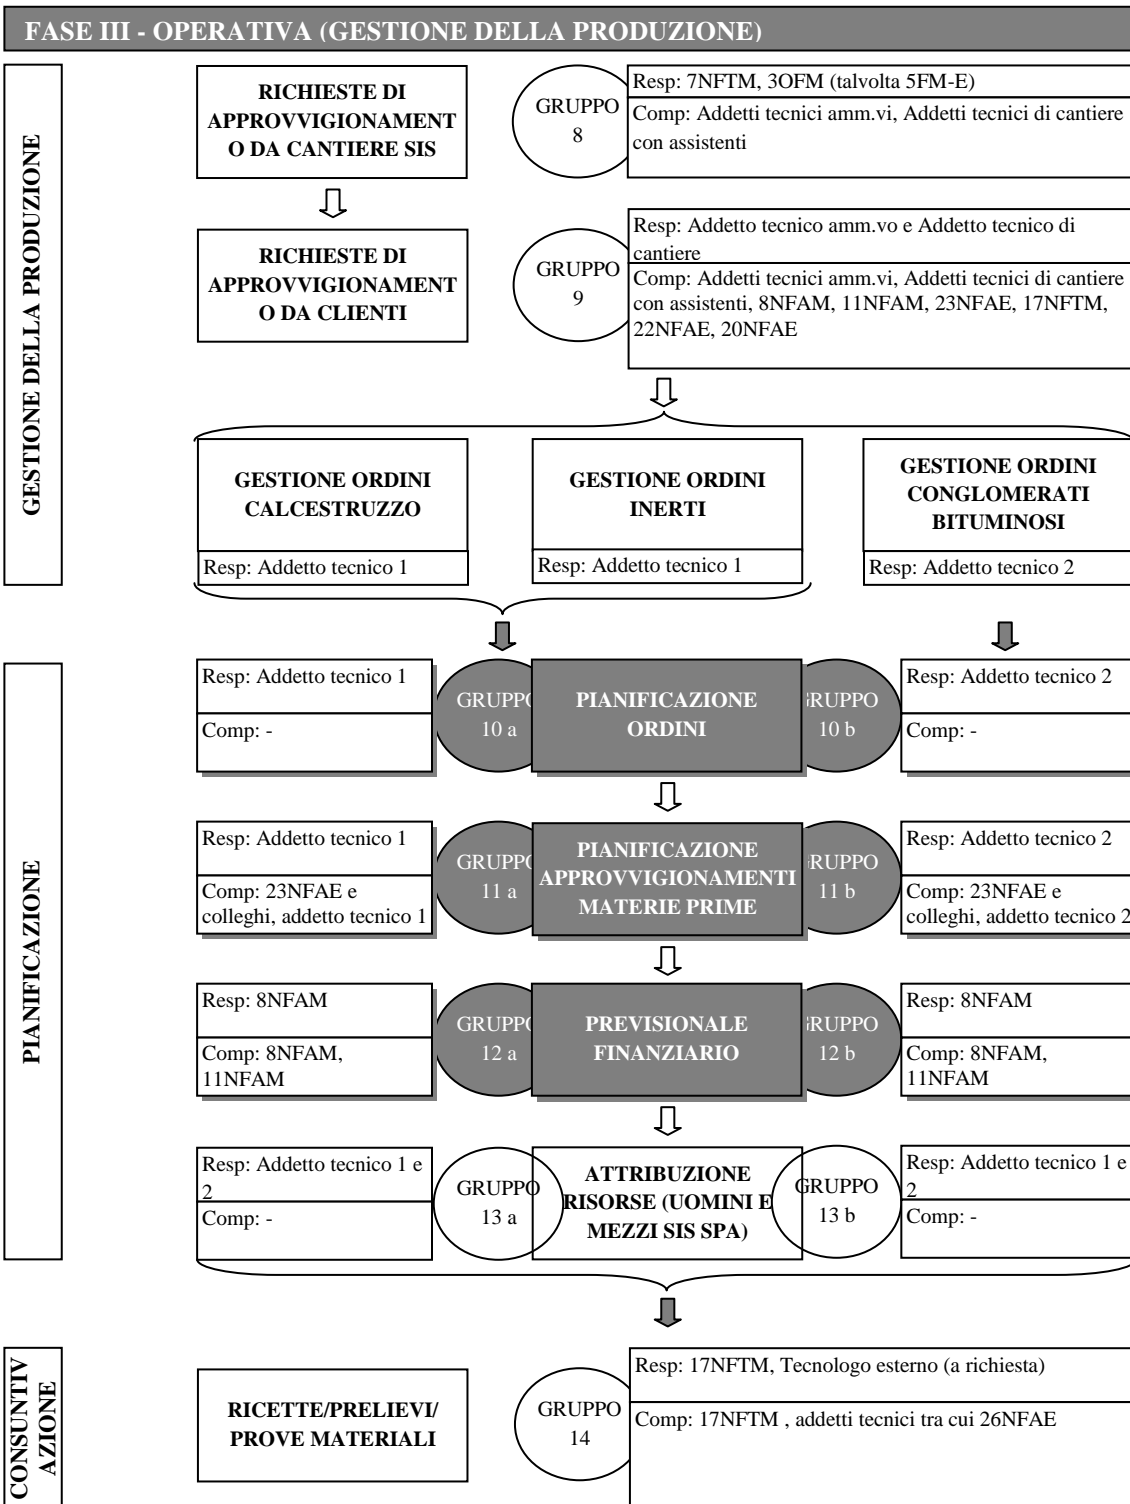 FASE III - OPERATIVA (GESTIONE DELLA PRODUZIONE)
GESTIONE DELLA PRODUZIONE
RICHIESTE DI
APPROVVIGIONAMENT
O DA CANTIERE SIS
GRUPPO
8
Resp: 7NFTM, 3OFM (talvolta 5FM-E)
Comp: Addetti tecnici amm.vi, Addetti tecnici di cantiere
con assistenti
RICHIESTE DI
APPROVVIGIONAMENT
O DA CLIENTI
GRUPPO
9
Resp: Addetto tecnico amm.vo e Addetto tecnico di
cantiere
Comp: Addetti tecnici amm.vi, Addetti tecnici di cantiere
con assistenti, 8NFAM, 11NFAM, 23NFAE, 17NFTM,
22NFAE, 20NFAE
GESTIONE ORDINI
CALCESTRUZZO
Resp: Addetto tecnico 1
GESTIONE ORDINI
INERTI
Resp: Addetto tecnico 1
GESTIONE ORDINI
CONGLOMERATI
BITUMINOSI
Resp: Addetto tecnico 2
PIANIFICAZIONE
Resp: Addetto tecnico 1
Comp: -
GRUPPO
10 a
PIANIFICAZIONE
ORDINI
GRUPPO
10 b
Resp: Addetto tecnico 2
Comp: -
Resp: Addetto tecnico 1
Comp: 23NFAE e
colleghi, addetto tecnico 1
GRUPPO
11 a
PIANIFICAZIONE
APPROVVIGIONAMENTI
MATERIE PRIME
GRUPPO
11 b
Resp: Addetto tecnico 2
Comp: 23NFAE e
colleghi, addetto tecnico 2
Resp: 8NFAM
Comp: 8NFAM,
11NFAM
GRUPPO
12 a
PREVISIONALE
FINANZIARIO
GRUPPO
12 b
Resp: 8NFAM
Comp: 8NFAM,
11NFAM
Resp: Addetto tecnico 1 e
2
Comp: -
GRUPPO
13 a
ATTRIBUZIONE
RISORSE (UOMINI E
MEZZI SIS SPA)
GRUPPO
13 b
Resp: Addetto tecnico 1 e
2
Comp: -
CONSUNTIV
AZIONE
RICETTE/PRELIEVI/
PROVE MATERIALI
GRUPPO
14
Resp: 17NFTM, Tecnologo esterno (a richiesta)
Comp: 17NFTM , addetti tecnici tra cui 26NFAE